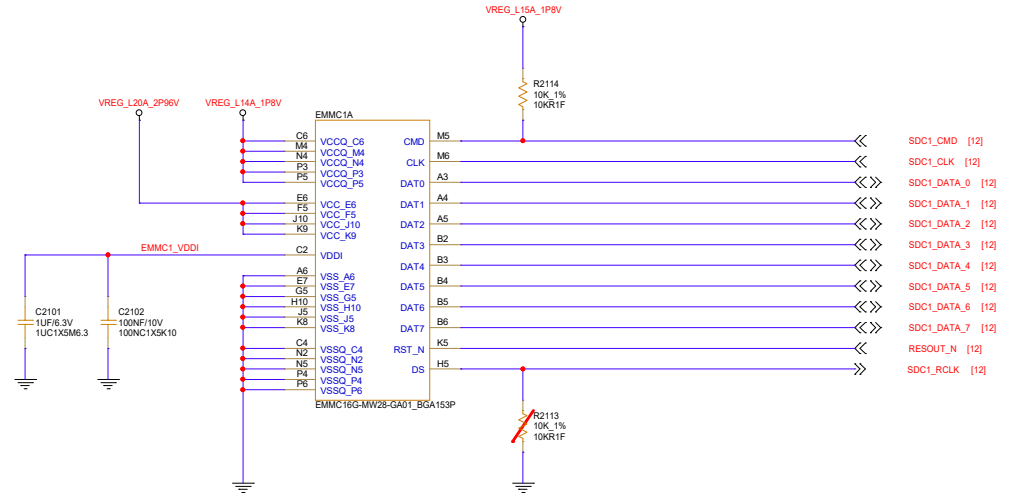 VREG_L15A_1P8V
R2114
10K_1%
10KR1F
VREG_L20A_2P96V
VREG_L14A_1P8V
EMMC1A
C6 VCCQ_C6
M4 VCCQ_M4
N4 VCCQ_N4
P3 VCCQ_P3
P5 VCCQ_P5
E6 VCC_E6
F5 VCC_F5
J10 VCC_J10
K9 VCC_K9
EMMC1_VDDI
C2 VDDI
A6 VSS_A6
E7 VSS_E7
G5 VSS_G5
H10 VSS_H10
J5 VSS_J5
K8 VSS_K8
C4 VSSQ_C4
N2 VSSQ_N2
N5 VSSQ_N5
P4 VSSQ_P4
P6 VSSQ_P6
CMD M5 SDC1_CMD [12]
CLK M6 SDC1_CLK [12]
DAT0 A3 SDC1_DATA_0 [12]
DAT1 A4 SDC1_DATA_1 [12]
DAT2 A5 SDC1_DATA_2 [12]
DAT3 B2 SDC1_DATA_3 [12]
DAT4 B3 SDC1_DATA_4 [12]
DAT5 B4 SDC1_DATA_5 [12]
DAT6 B5 SDC1_DATA_6 [12]
DAT7 B6 SDC1_DATA_7 [12]
RST_N K5 RESOUT_N [12]
DS H5 SDC1_RCLK [12]
EMMC16G-MW28-GA01_BGA153P
C2101
1UF/6.3V
1UC1X5M6.3
C2102
100NF/10V
100NC1X5K10
R2113
10K_1%
10KR1F